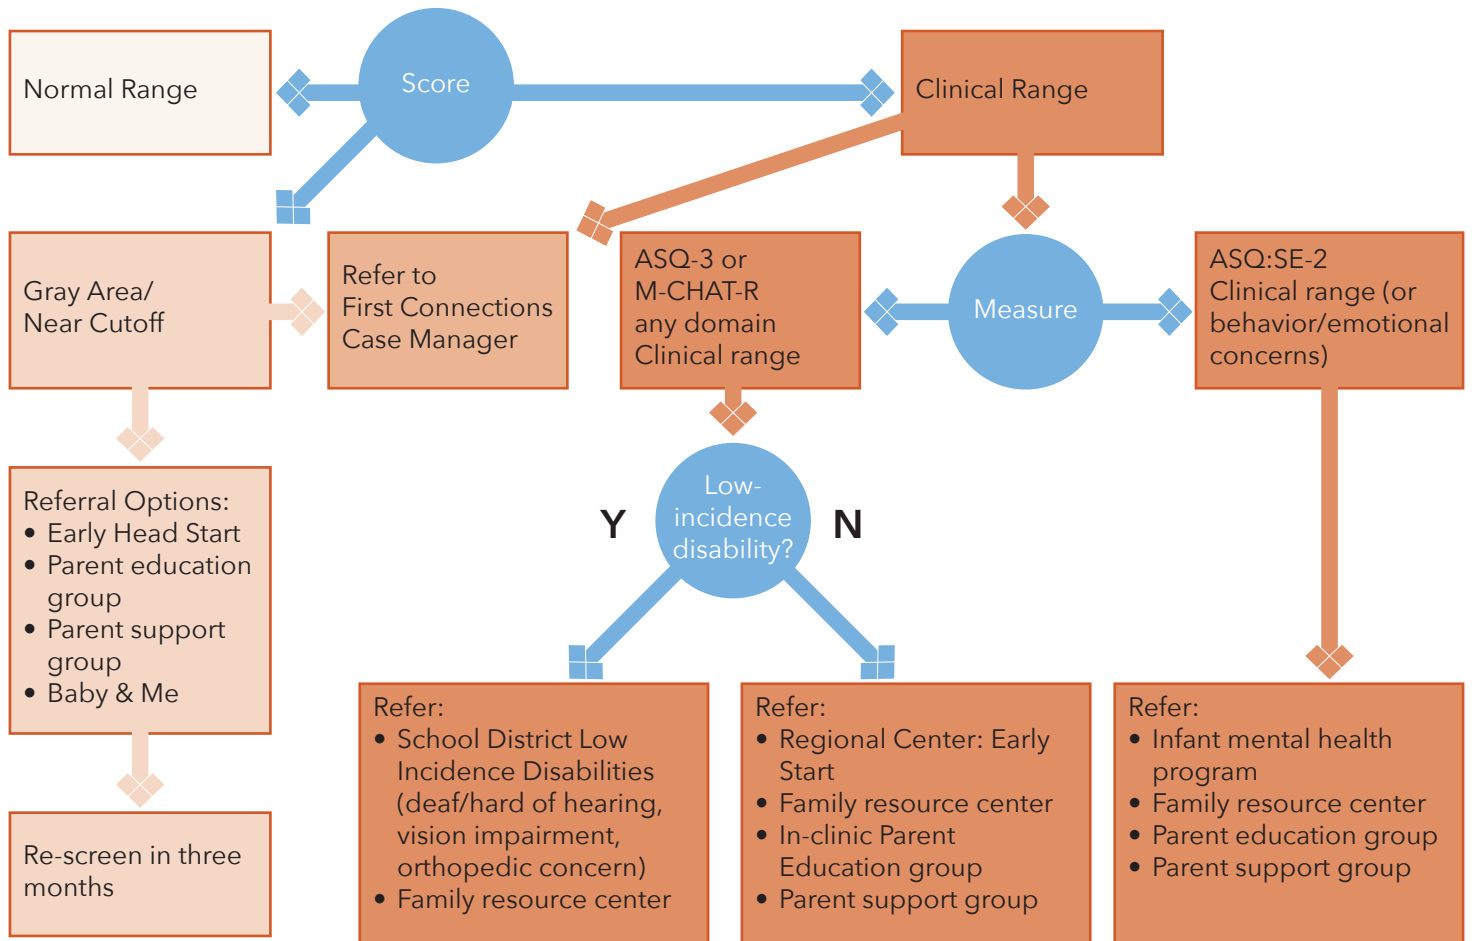 Normal Range
Score
Clinical Range
Gray Area/
Near Cutoff
Refer to
First Connections
Case Manager
ASQ-3 or
M-CHAT-R
any domain
Clinical range
Measure
ASQ:SE-2
Clinical range (or
behavior/emotional
concerns)
Referral Options:
• Early Head Start
• Parent education
group
• Parent support
group
• Baby & Me
Y
Low-
incidence
disability?
N
Re-screen in three
months
Refer:
• School District Low
Incidence Disabilities
(deaf/hard of hearing,
vision impairment,
orthopedic concern)
• Family resource center
Refer:
• Regional Center: Early
Start
• Family resource center
• In-clinic Parent
Education group
• Parent support group
Refer:
• Infant mental health
program
• Family resource center
• Parent education group
• Parent support group